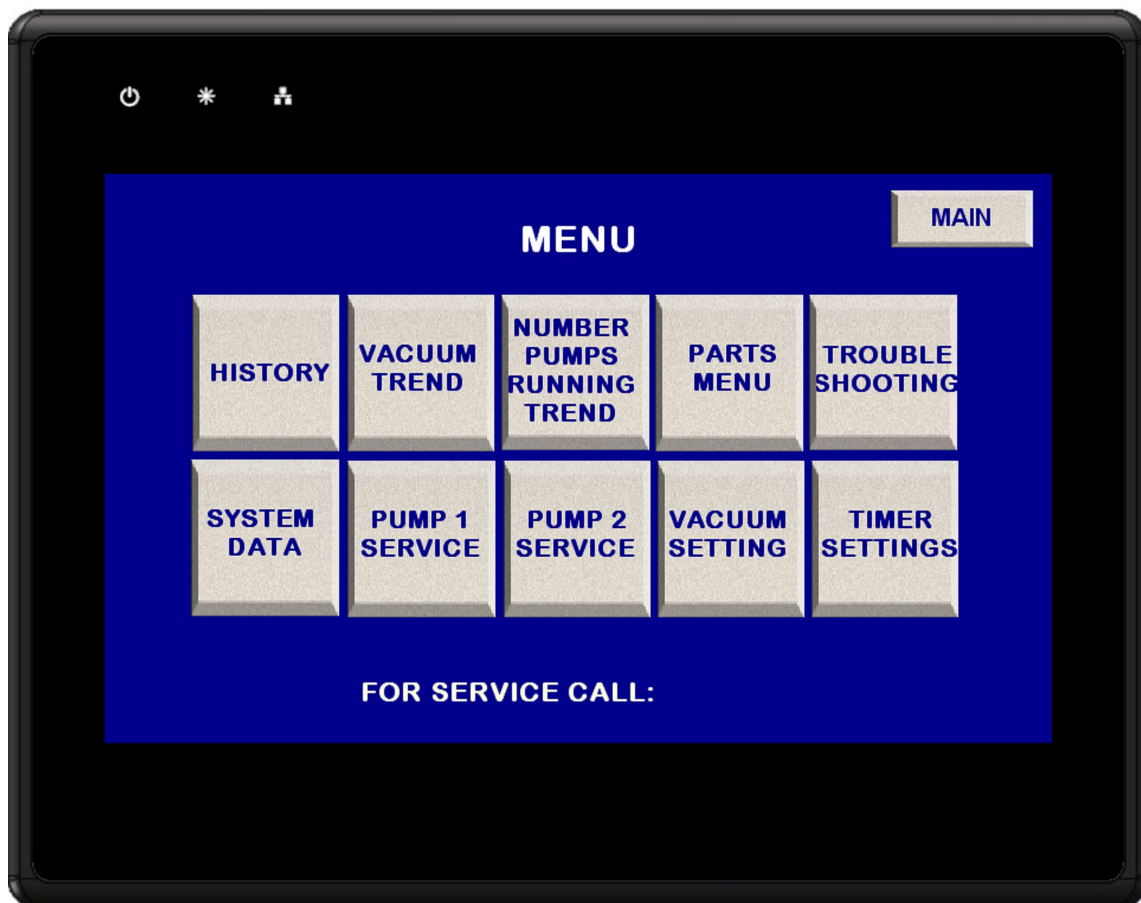 MAIN
MENU
HISTORY
VACUUM
TREND
NUMBER
PUMPS
RUNNING
TREND
PARTS
MENU
TROUBLE
SHOOTING
SYSTEM
DATA
PUMP 1
SERVICE
PUMP 2
SERVICE
VACUUM
SETTING
TIMER
SETTINGS
FOR SERVICE CALL: